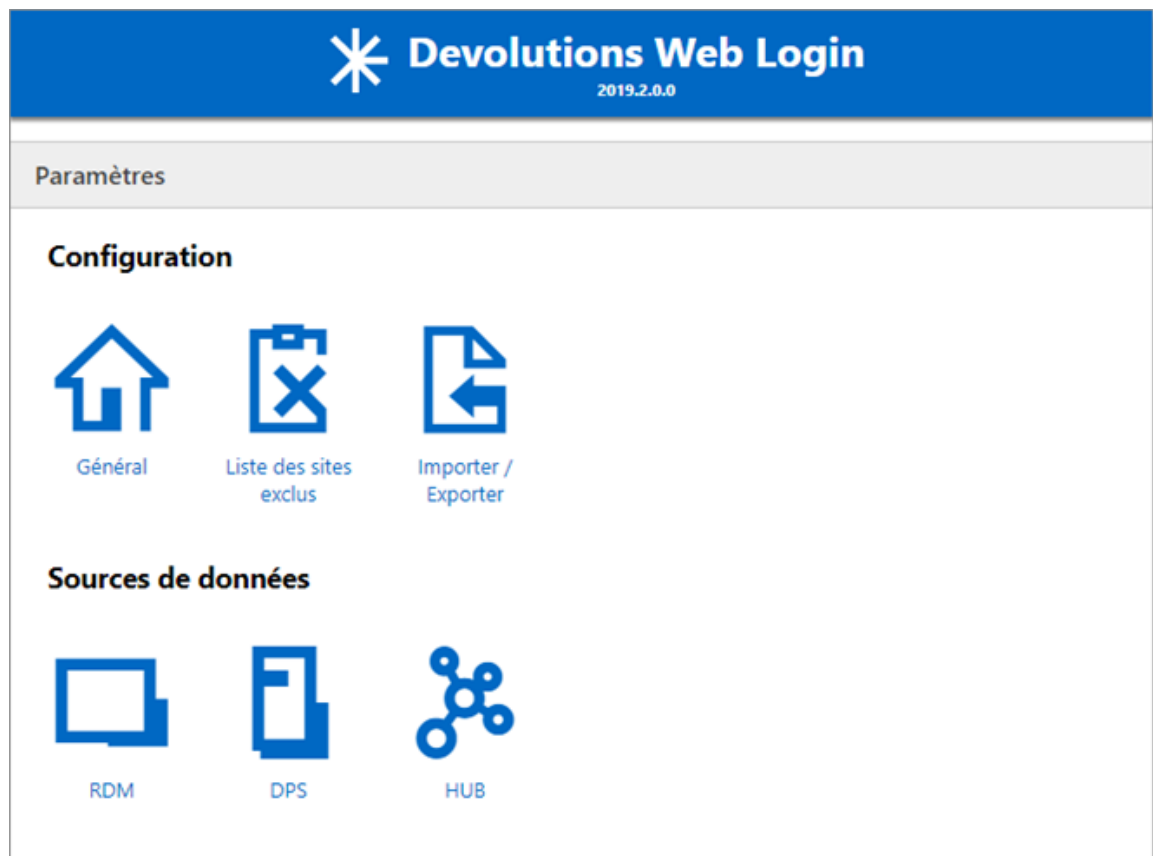 Devolutions Web Login
2019.2.0.0
Paramètres
Configuration
Général
Liste des sites
exclus
Importer /
Exporter
Sources de données
RDM
DPS
HUB